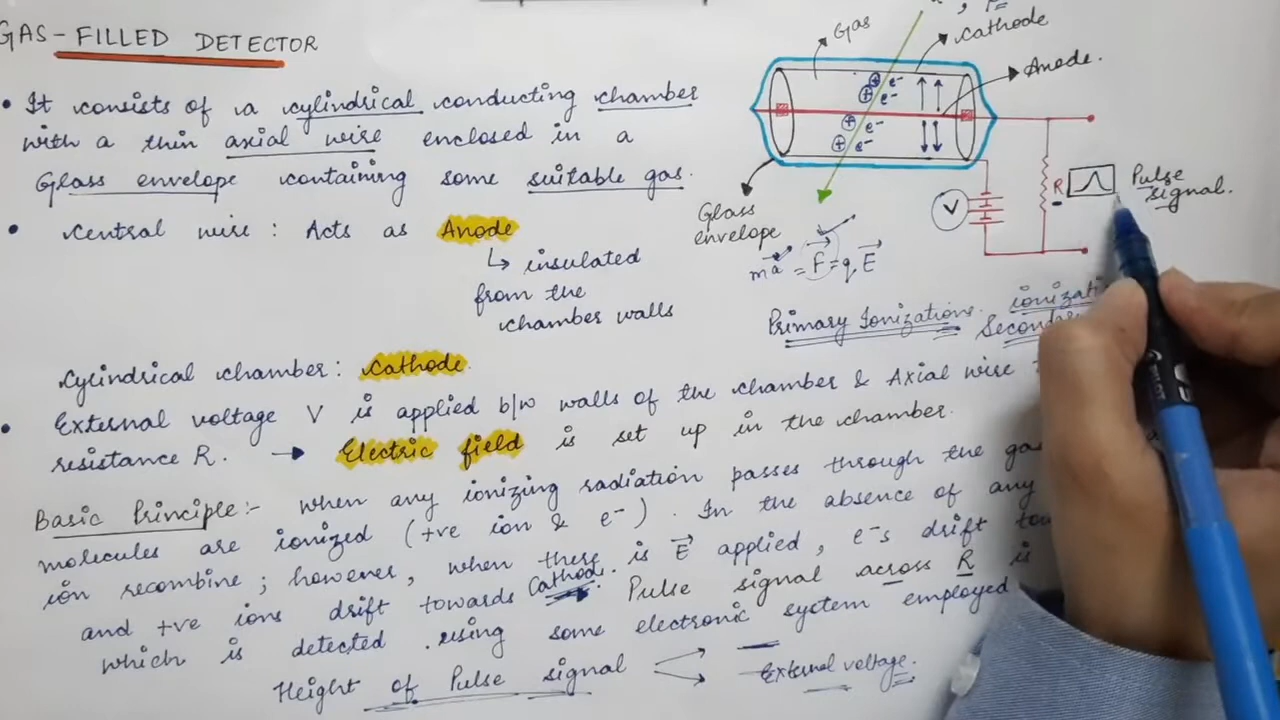 GAS-FILLED DETECTOR
• It consists of a cylindrical conducting chamber
with a thin axial wire enclosed in a
Glass envelope containing some suitable gas.
• Central wire: Acts as Anode
↳ insulated
from the
chamber walls
Cylindrical chamber: Cathode
• External voltage V is applied b/w walls of the chamber & Axial wire
resistance R. → Electric field is set up in the chamber.
Basic Principle:- when any ionizing radiation passes through the gas
molecules are ionized (+ve ion & e-). In the absence of any
ion recombine; however, when there is E⃗ applied, e-s drift
and +ve ions drift towards Cathode. Pulse signal across R is
which is detected using some electronic system employed
Height of Pulse signal
External voltage.
Gas
Cathode
Anode.
+ e-
+ e-
+ e-
+ e-
Glass
envelope
V
R
Pulse
signal.
ma⃗ = F⃗ = qE⃗
Primary Ionizations.